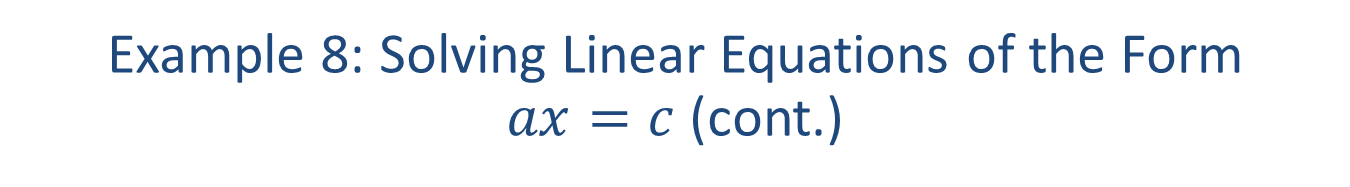 Example 8: Solving Linear Equations of the Form
𝑎𝑥 = 𝑐 (cont.)